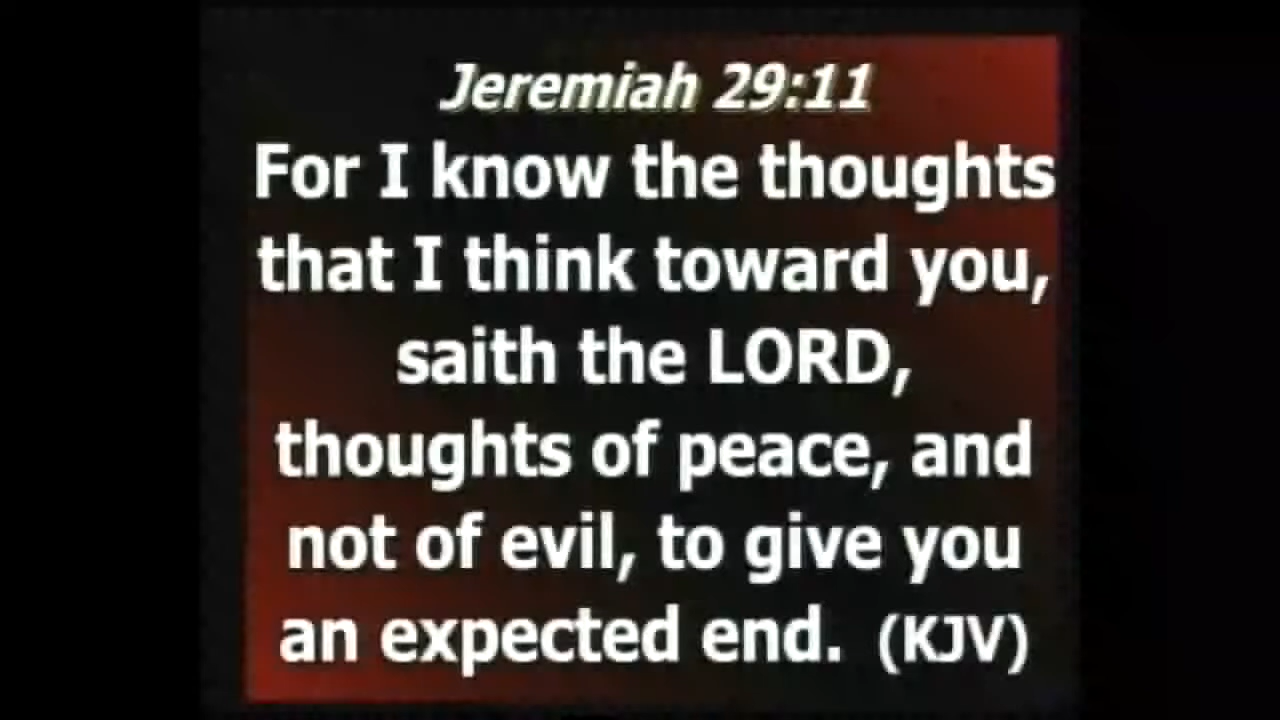 Jeremiah 29:11
For I know the thoughts
that I think toward you,
saith the LORD,
thoughts of peace, and
not of evil, to give you
an expected end. (KJV)